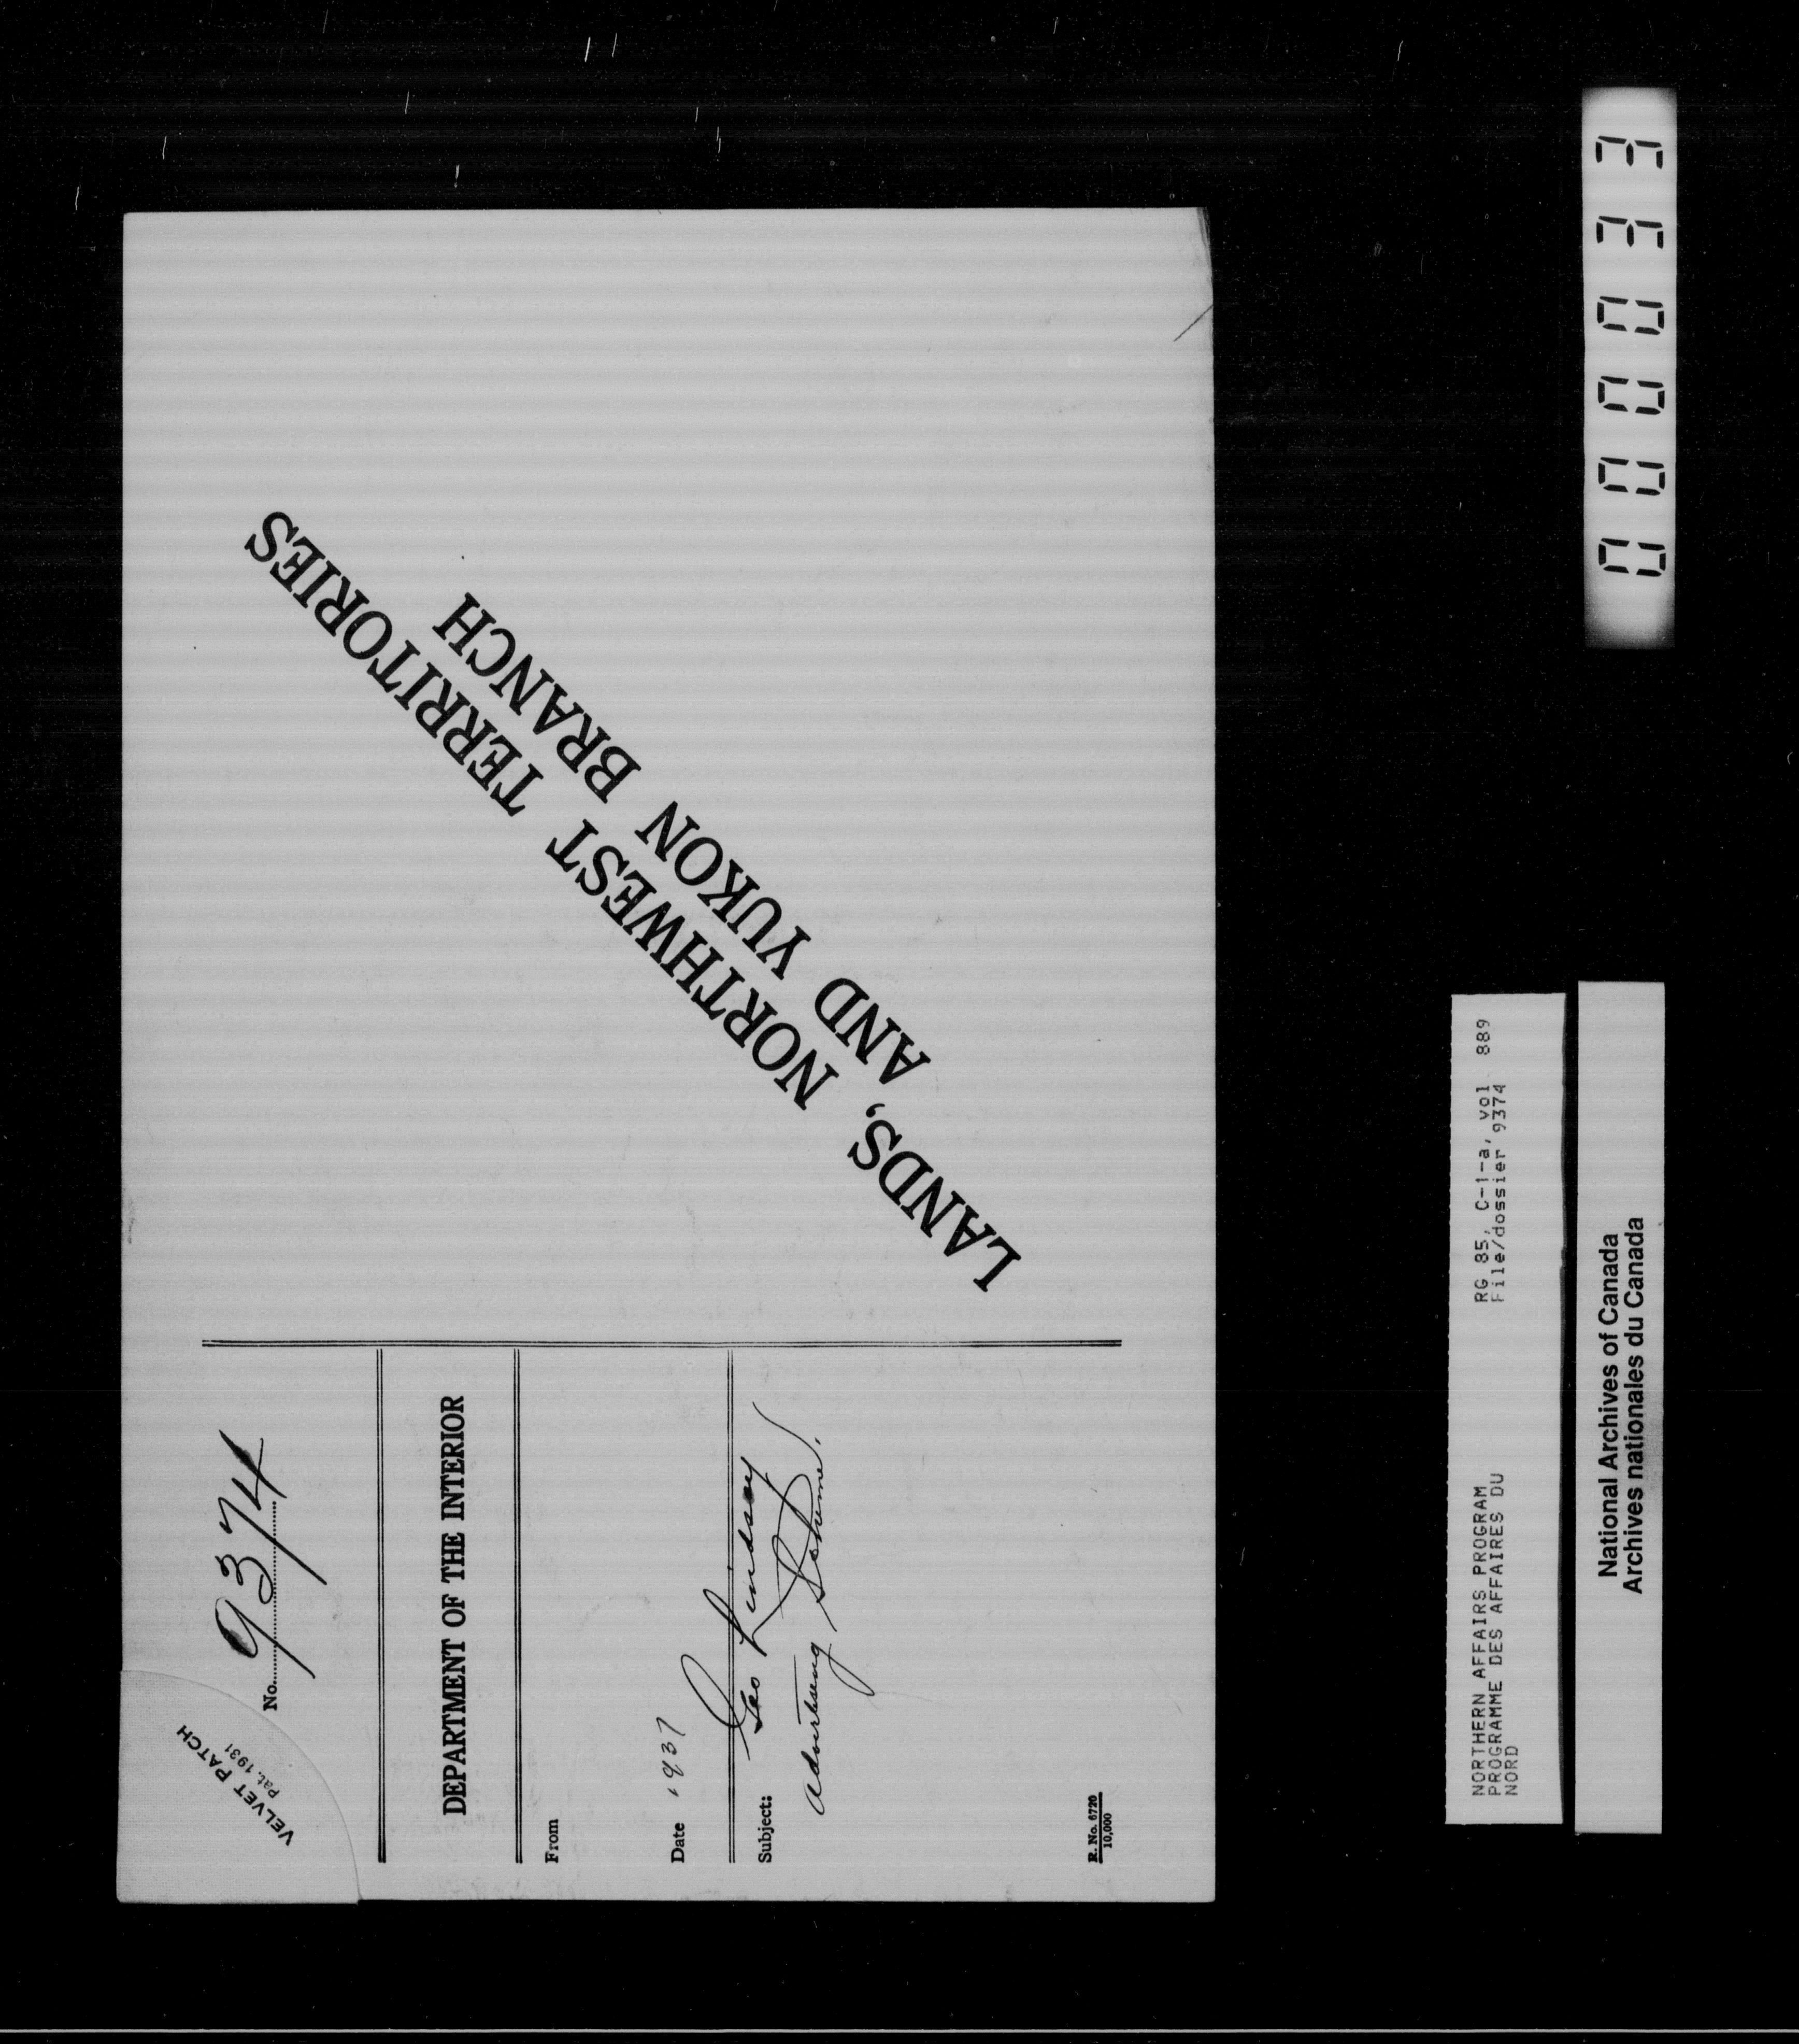 VELVET PATCH
Pat. 1931
No. 9374
DEPARTMENT OF THE INTERIOR
From
Date 1937
Subject: Geo Lindsay
Advertising Scheme.
R. No. 6720
10,000
LANDS, NORTHWEST TERRITORIES
AND YUKON BRANCH
NORTHERN AFFAIRS PROGRAM
PROGRAMME DES AFFAIRES DU
NORD
RG 85, C-1-a, vol 889
File/dossier 9374
National Archives of Canada
Archives nationales du Canada
000033